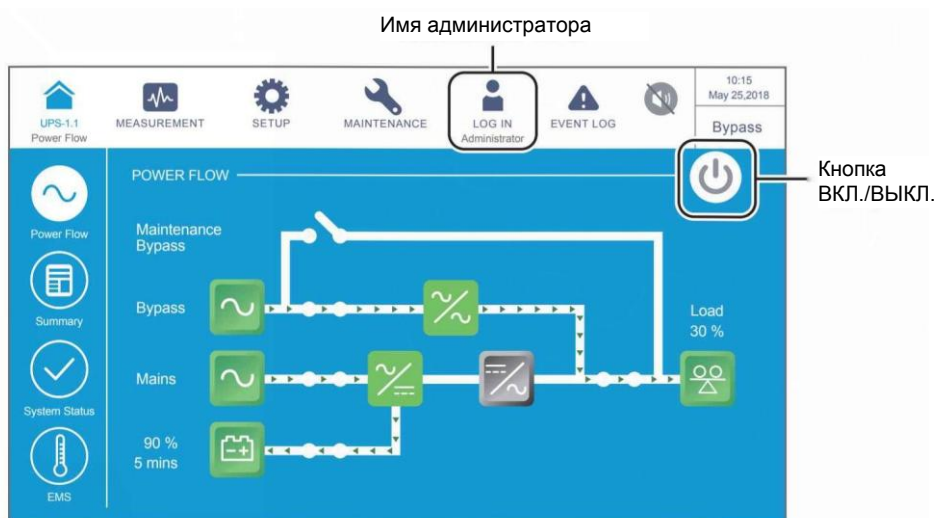 Имя администратора
UPS-1.1
Power Flow
MEASUREMENT
SETUP
MAINTENANCE
LOG IN
Administrator
EVENT LOG
10:15
May 25,2018
Bypass
Кнопка
ВКЛ./ВЫКЛ.
POWER FLOW
Power Flow
Maintenance
Bypass
Summary
Bypass
Load
30 %
System Status
Mains
90 %
5 mins
EMS